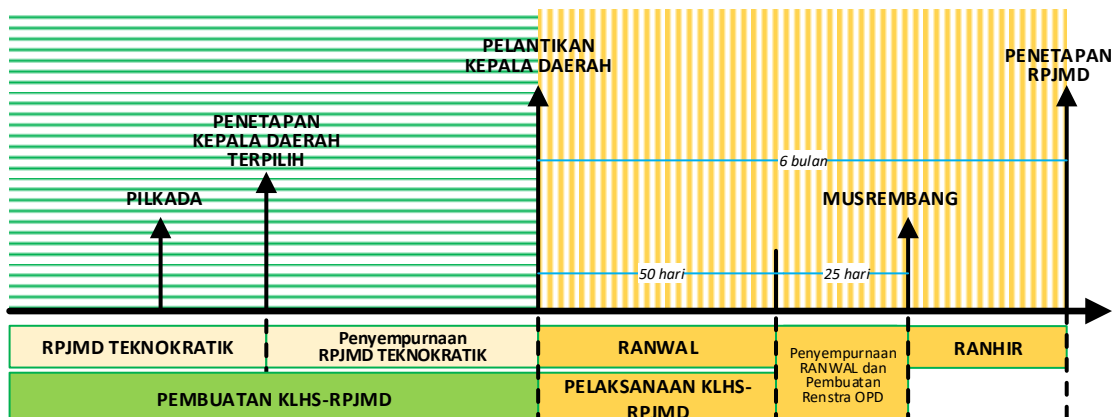 PELANTIKAN
KEPALA DAERAH
PENETAPAN
RPJMD
PENETAPAN
KEPALA DAERAH
TERPILIH
6 bulan
PILKADA
MUSREMBANG
50 hari
25 hari
RPJMD TEKNOKRATIK
Penyempurnaan
RPJMD TEKNOKRATIK
RANWAL
Penyempurnaan
RANWAL dan
Pembuatan
Renstra OPD
RANHIR
PEMBUATAN KLHS-RPJMD
PELAKSANAAN KLHS-
RPJMD